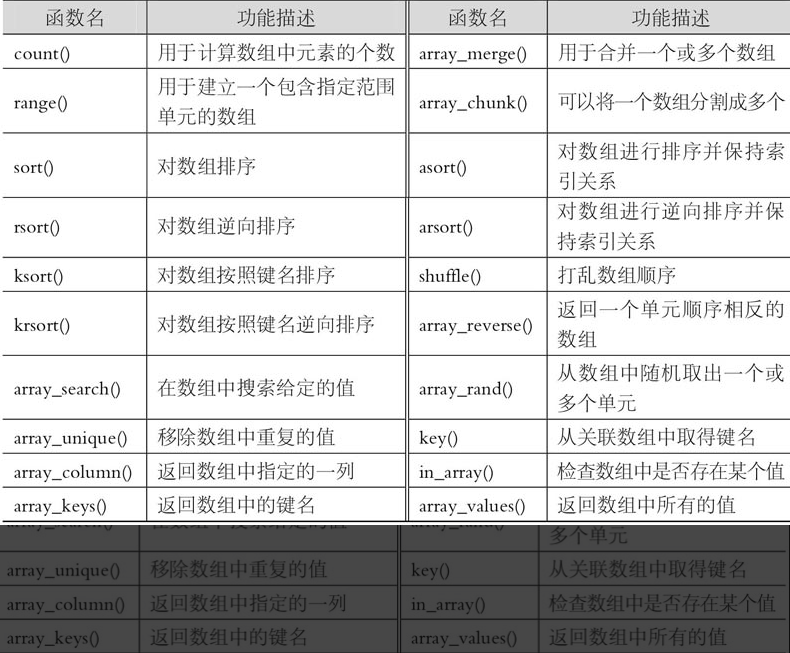 函数名 功能描述 函数名 功能描述
count() 用于计算数组中元素的个数 array_merge() 用于合并一个或多个数组
range() 用于建立一个包含指定范围
单元的数组 array_chunk() 可以将一个数组分割成多个
sort() 对数组排序 asort() 对数组进行排序并保持索
引关系
rsort() 对数组逆向排序 arsort() 对数组进行逆向排序并保
持索引关系
ksort() 对数组按照键名排序 shuffle() 打乱数组顺序
krsort() 对数组按照键名逆向排序 array_reverse() 返回一个单元顺序相反的
数组
array_search() 在数组中搜索给定的值 array_rand() 从数组中随机取出一个或
多个单元
array_unique() 移除数组中重复的值 key() 从关联数组中取得键名
array_column() 返回数组中指定的一列 in_array() 检查数组中是否存在某个值
array_keys() 返回数组中的键名 array_values() 返回数组中所有的值
多个单元
array_unique() 移除数组中重复的值 key() 从关联数组中取得键名
array_column() 返回数组中指定的一列 in_array() 检查数组中是否存在某个值
array_keys() 返回数组中的键名 array_values() 返回数组中所有的值